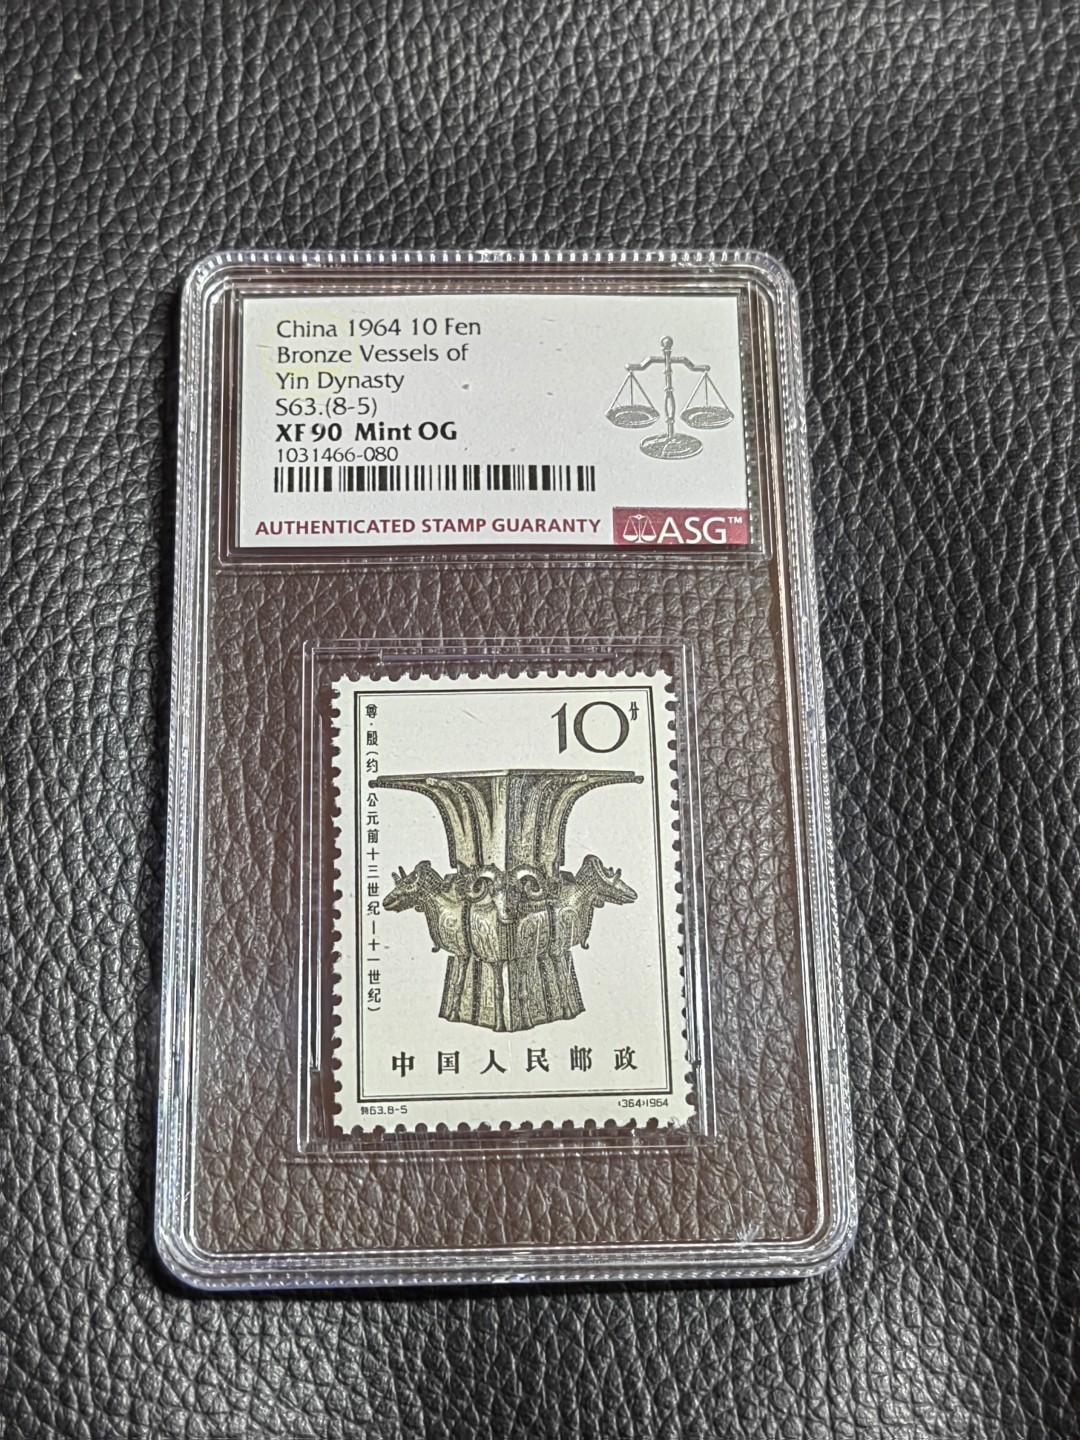 China 1964 10 Fen
Bronze Vessels of
Yin Dynasty
S63.(8-5)
XF 90 Mint OG
1031466-080
AUTHENTICATED STAMP GUARANTY
ASG™
10分
尊·殷(约公元前十三世纪—十一世纪)
中国人民邮政
特63.8-5
(364)1964